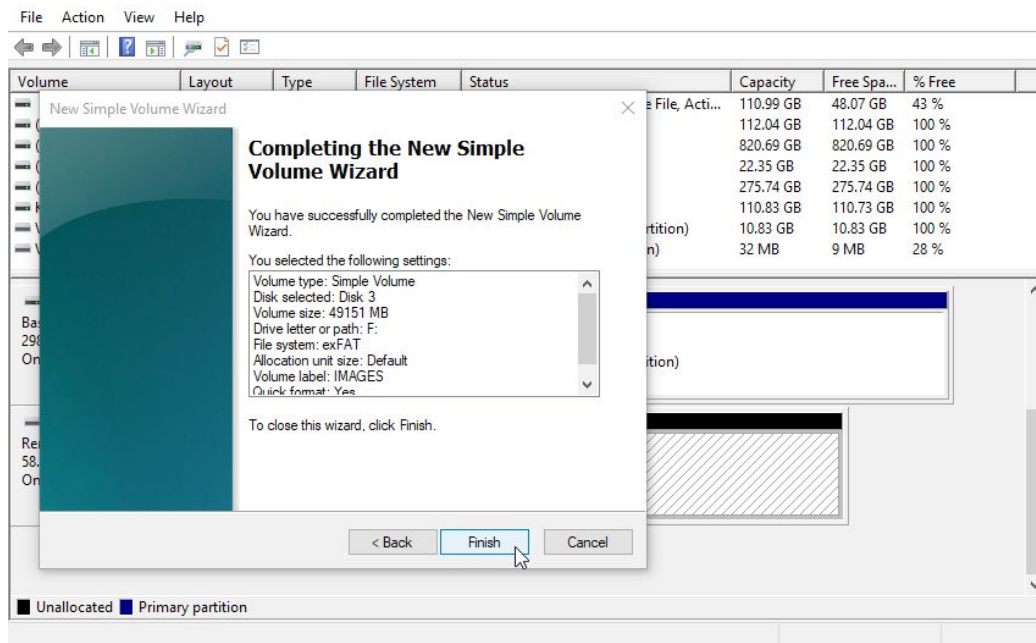 File Action View Help
Volume Layout Type File System Status Capacity Free Spa... % Free
New Simple Volume Wizard
e File, Acti... 110.99 GB 48.07 GB 43 %
112.04 GB 112.04 GB 100 %
820.69 GB 820.69 GB 100 %
22.35 GB 22.35 GB 100 %
275.74 GB 275.74 GB 100 %
110.83 GB 110.73 GB 100 %
rtition) 10.83 GB 10.83 GB 100 %
n) 32 MB 9 MB 28 %
Completing the New Simple
Volume Wizard
You have successfully completed the New Simple Volume
Wizard.
You selected the following settings:
Volume type: Simple Volume
Disk selected: Disk 3
Volume size: 49151 MB
Drive letter or path: F:
File system: exFAT
Allocation unit size: Default
Volume label: IMAGES
Quick format: Yes
To close this wizard, click Finish.
< Back Finish Cancel
Bas
298
On
ition)
Re
58.
On
Unallocated Primary partition